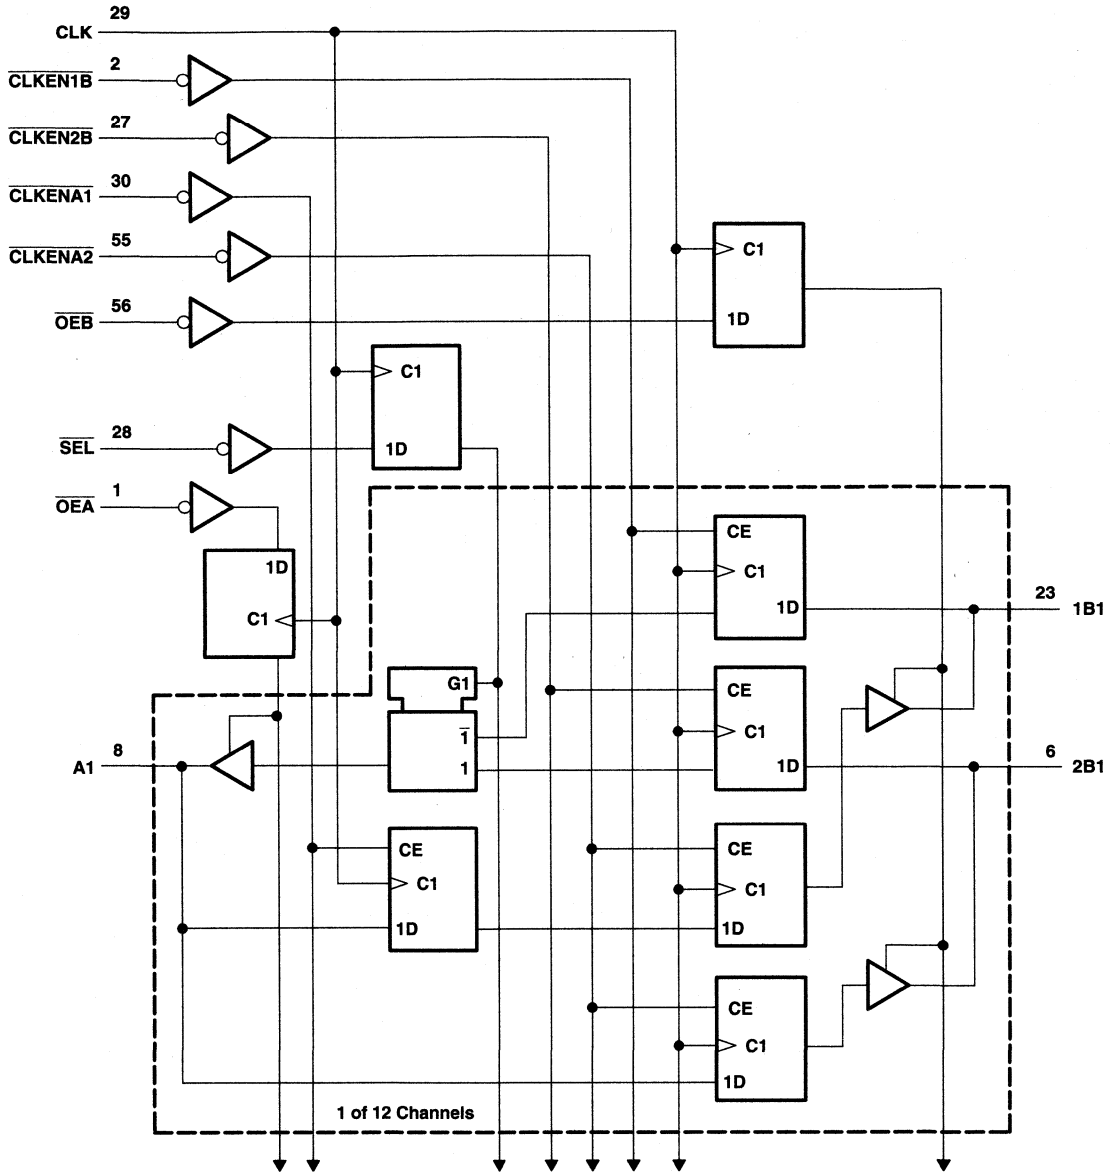 29
CLK
2
CLKEN1B
27
CLKEN2B
30
CLKENA1
55
CLKENA2
C1
56
OEB
1D
C1
28
SEL
1D
1
OEA
CE
1D
C1
23
1D
1B1
C1
G1
CE
1
C1
8
6
A1
1
1D
2B1
CE
CE
C1
C1
1D
1D
CE
C1
1D
1 of 12 Channels